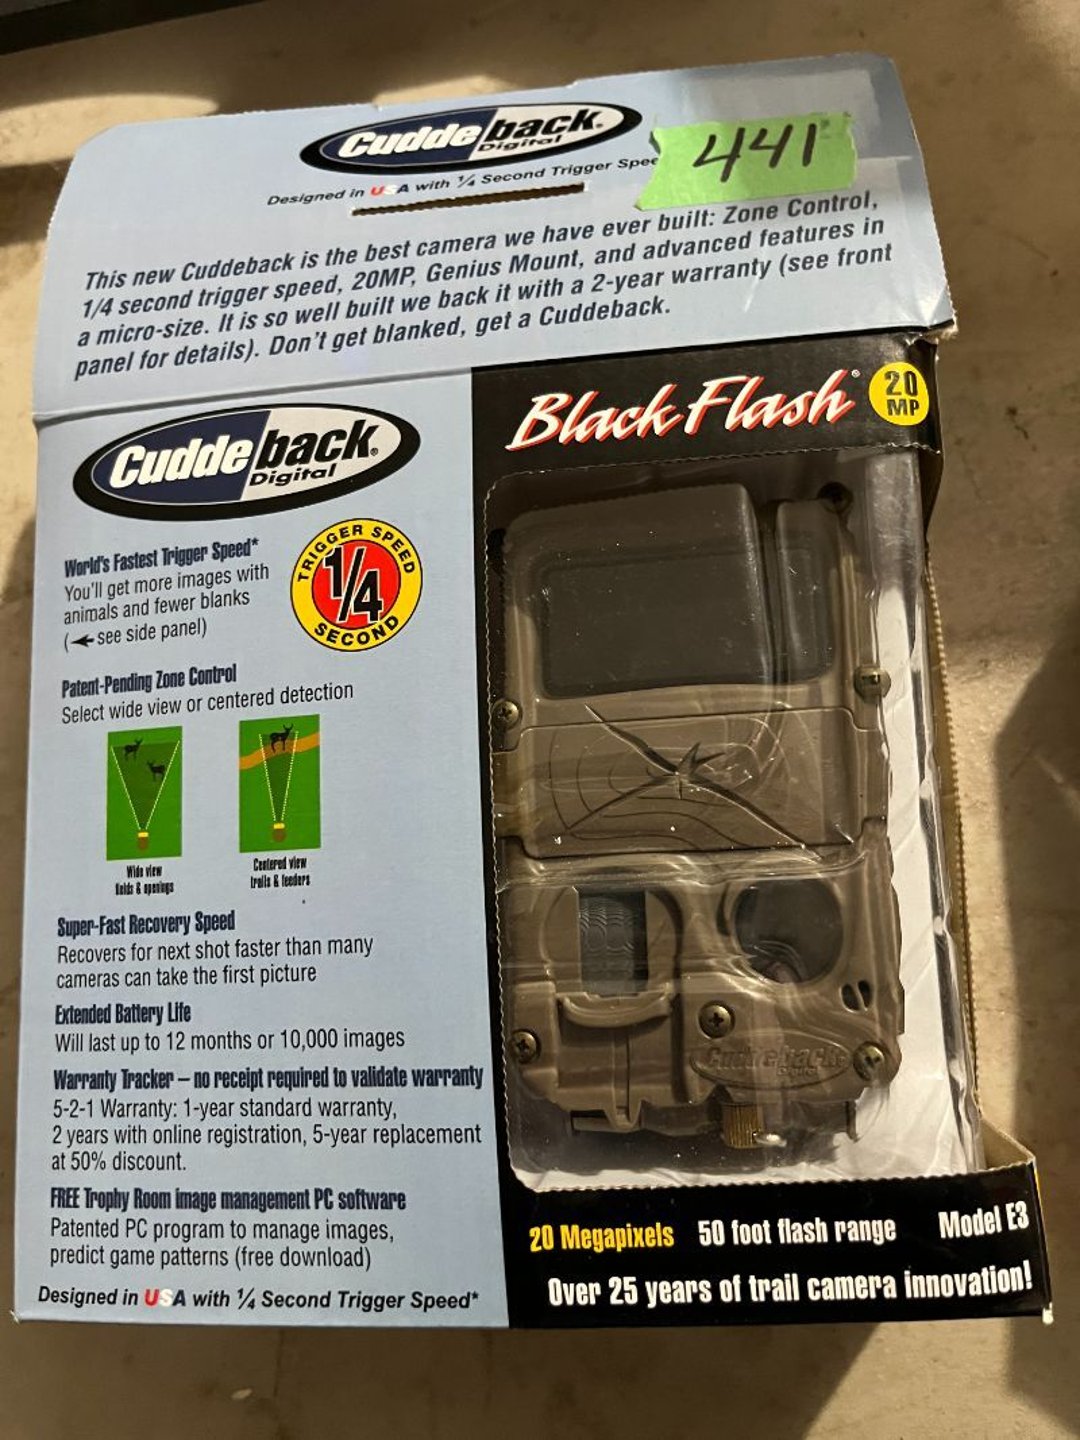 Cuddeback®
Digital
441
Designed in USA with 1/4 Second Trigger Spee
This new Cuddeback is the best camera we have ever built: Zone Control,
1/4 second trigger speed, 20MP, Genius Mount, and advanced features in
a micro-size. It is so well built we back it with a 2-year warranty (see front
panel for details). Don't get blanked, get a Cuddeback.
Black Flash®
20
MP
Cuddeback®
Digital
World's Fastest Trigger Speed*
You'll get more images with
animals and fewer blanks
(← see side panel)
TRIGGER SPEED
1/4
SECOND
Patent-Pending Zone Control
Select wide view or centered detection
Wide view
fields & openings
Centered view
trails & feeders
Super-Fast Recovery Speed
Recovers for next shot faster than many
cameras can take the first picture
Extended Battery Life
Will last up to 12 months or 10,000 images
Warranty Tracker – no receipt required to validate warranty
5-2-1 Warranty: 1-year standard warranty,
2 years with online registration, 5-year replacement
at 50% discount.
FREE Trophy Room image management PC software
Patented PC program to manage images,
predict game patterns (free download)
Designed in USA with 1/4 Second Trigger Speed*
Cuddeback
Digital
20 Megapixels 50 foot flash range Model E3
Over 25 years of trail camera innovation!